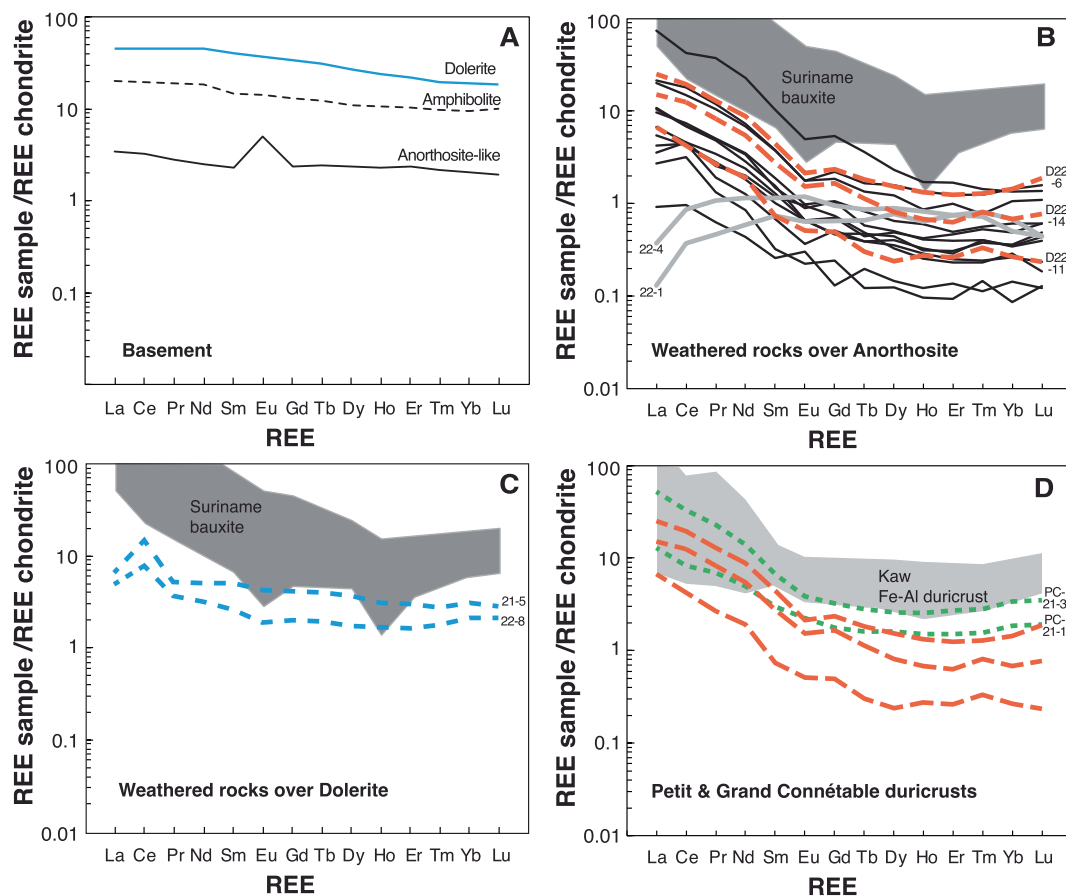 A
REE sample /REE chondrite
100
10
1
0.1
Dolerite
Amphibolite
Anorthosite-like
Basement
La Ce Pr Nd Sm Eu Gd Tb Dy Ho Er Tm Yb Lu
REE
B
REE sample /REE chondrite
100
10
1
0.1
0.01
Suriname
bauxite
D22
-6
D22
-14
D22
-11
22-4
22-1
Weathered rocks over Anorthosite
La Ce Pr Nd Sm Eu Gd Tb Dy Ho Er Tm Yb Lu
REE
C
REE sample /REE chondrite
100
10
1
0.1
0.01
Suriname
bauxite
21-5
22-8
Weathered rocks over Dolerite
La Ce Pr Nd Sm Eu Gd Tb Dy Ho Er Tm Yb Lu
REE
D
REE sample /REE chondrite
100
10
1
0.1
0.01
Kaw
Fe-Al duricrust
PC-
21-3
PC-
21-1
Petit & Grand Connétable duricrusts
La Ce Pr Nd Sm Eu Gd Tb Dy Ho Er Tm Yb Lu
REE